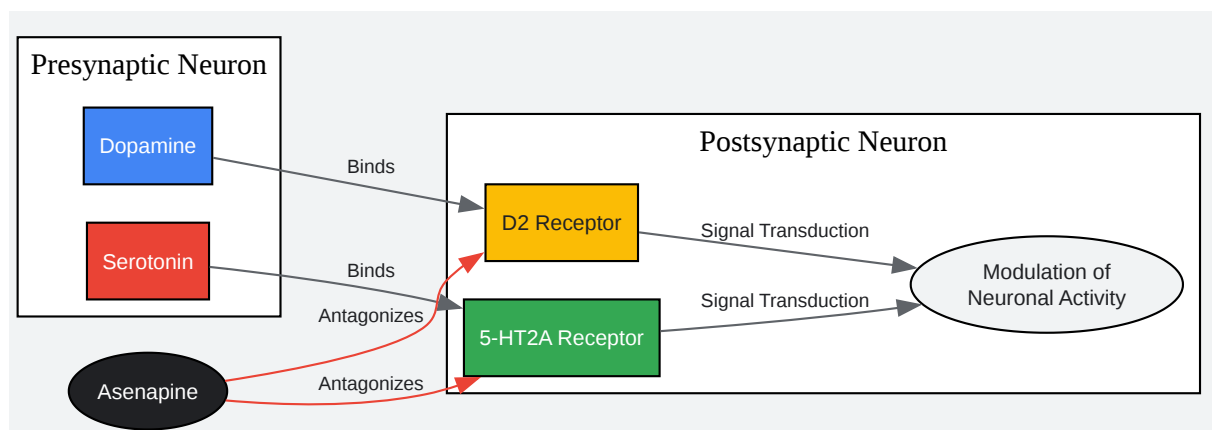 Presynaptic Neuron
Dopamine
Serotonin
Asenapine
Binds
Binds
Antagonizes
Antagonizes
Postsynaptic Neuron
D2 Receptor
5-HT2A Receptor
Signal Transduction
Signal Transduction
Modulation of
Neuronal Activity